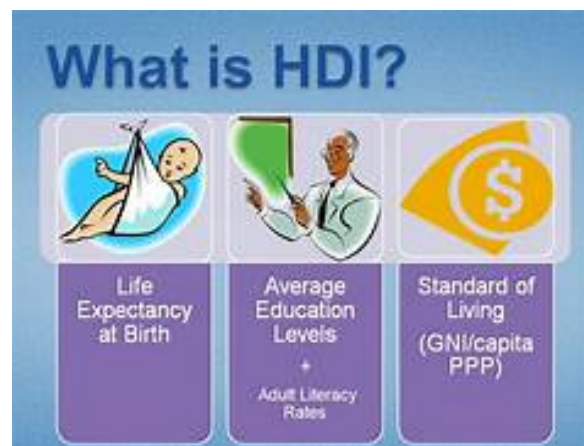 What is HDI?
$
Life
Expectancy
at Birth
Average
Education
Levels
+
Adult Literacy
Rates
Standard of
Living
(GNI/capita
PPP)